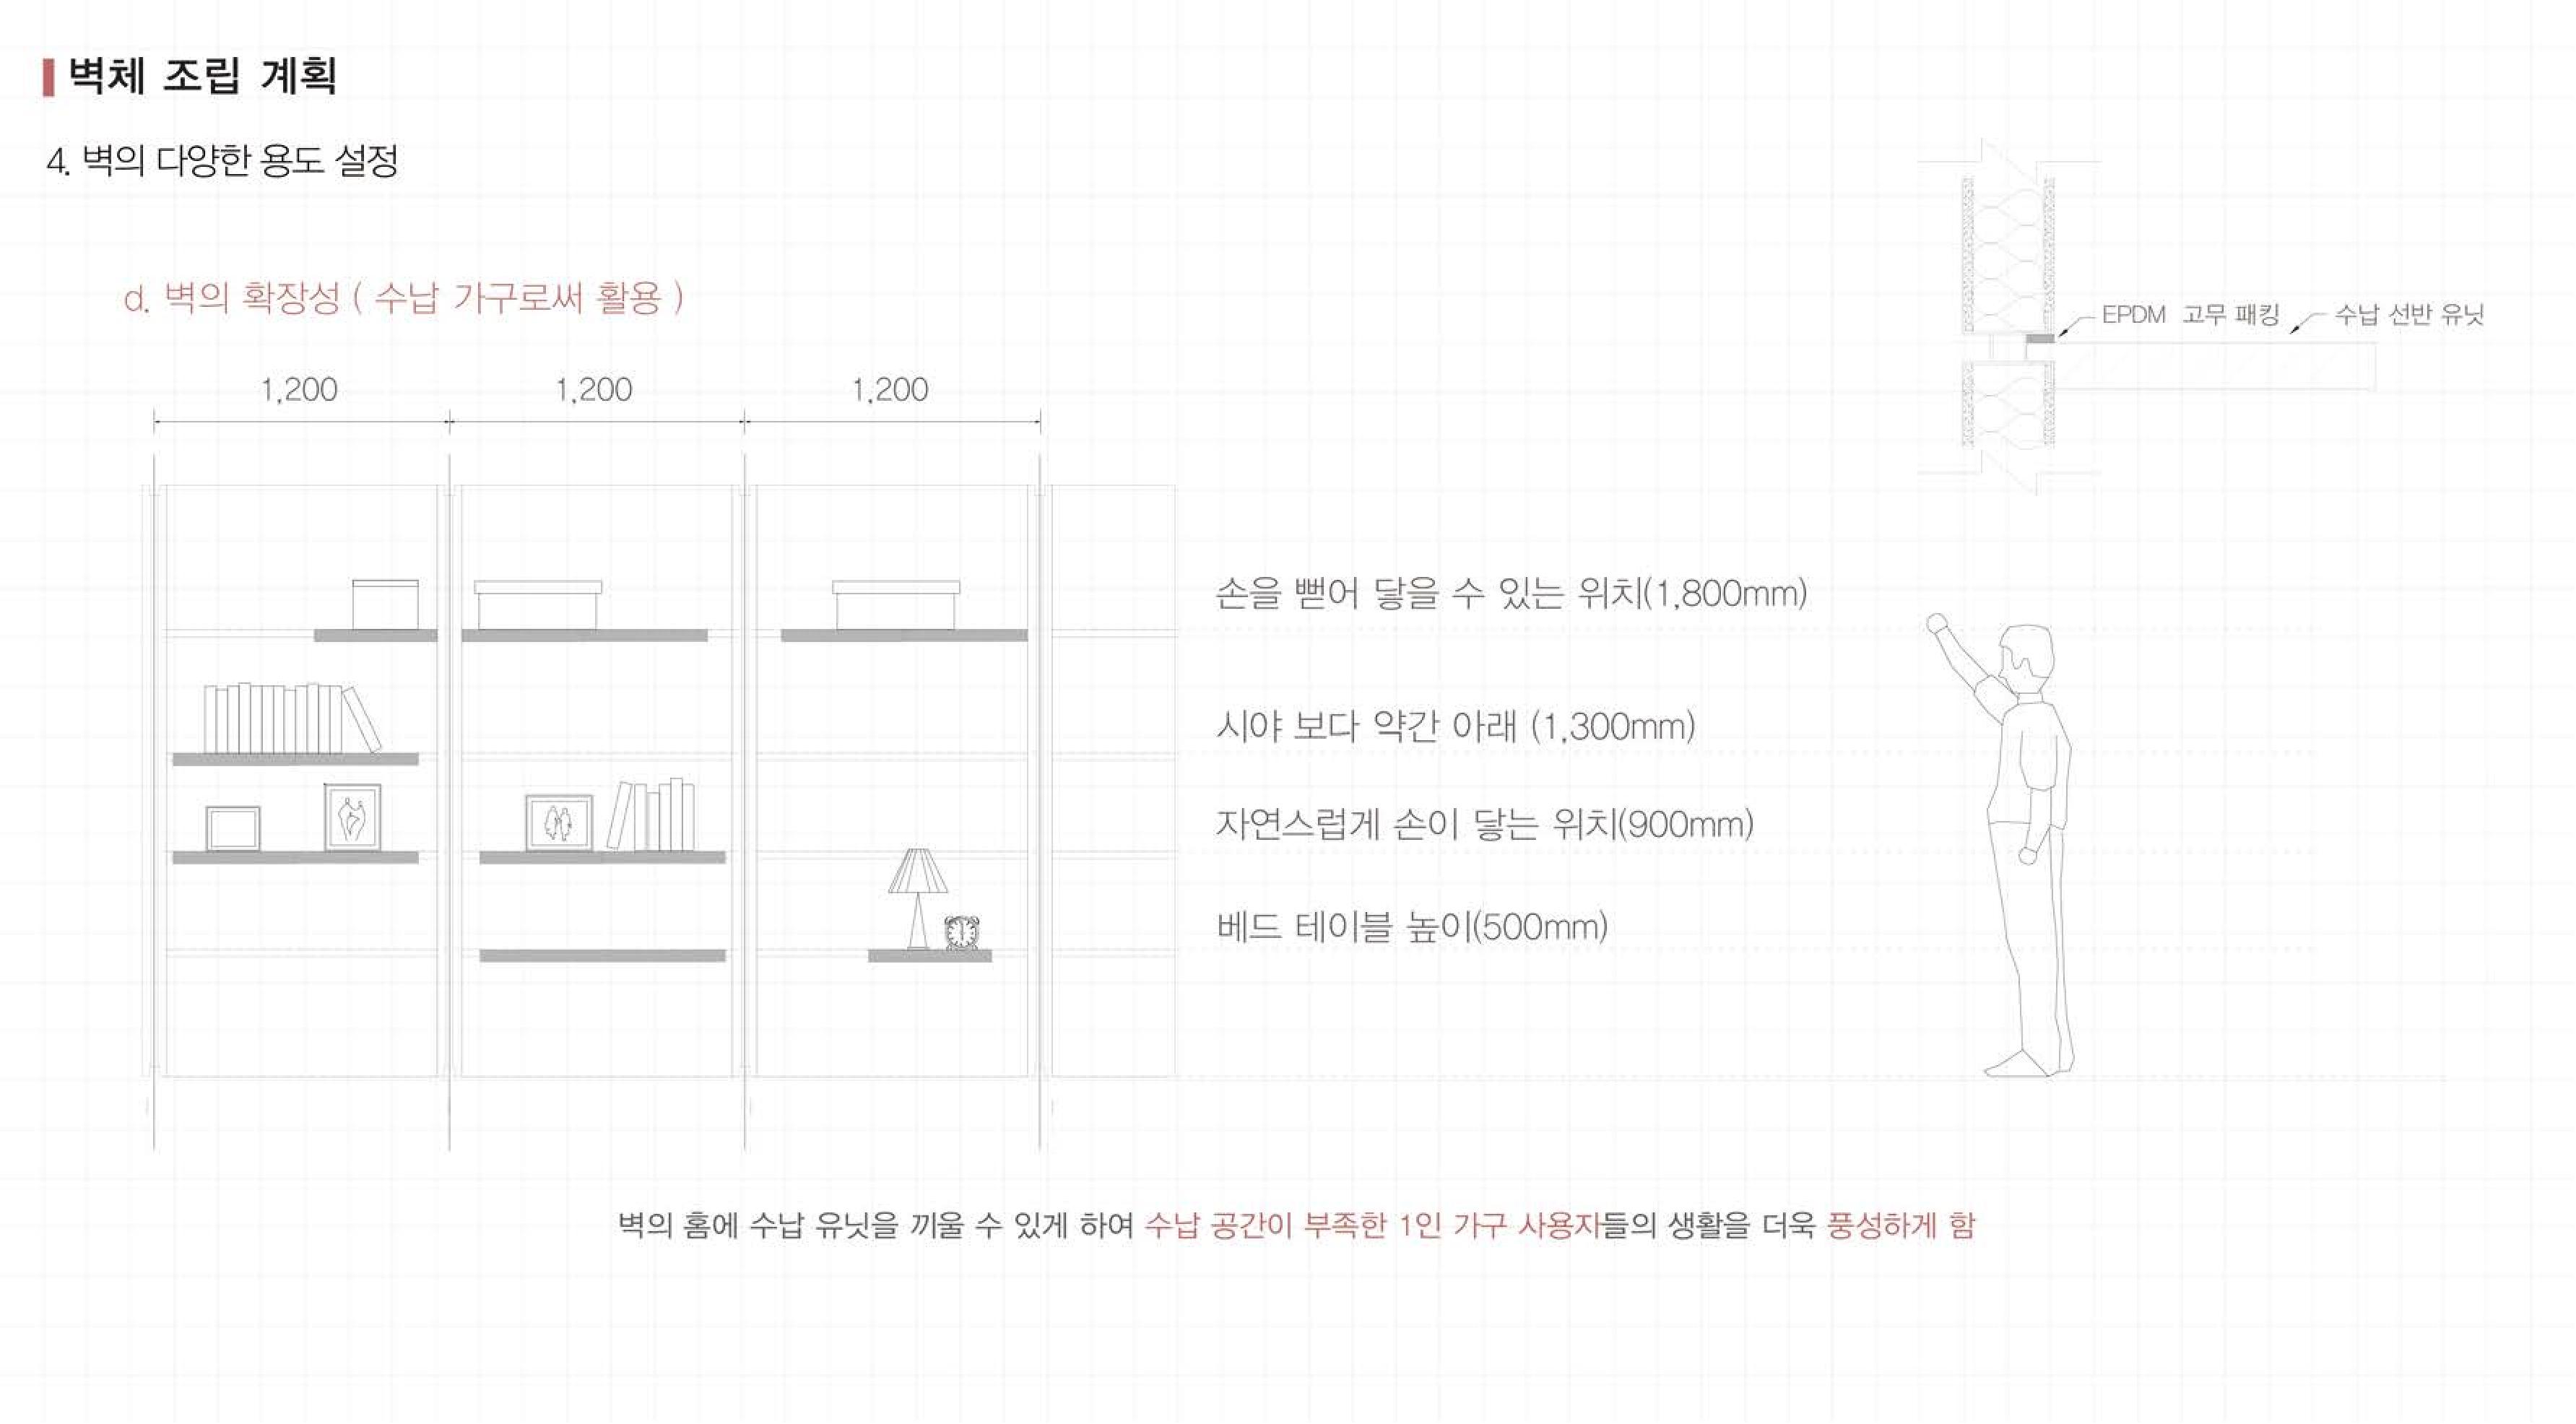 벽체 조립 계획
4. 벽의 다양한 용도 설정
d. 벽의 확장성 ( 수납 가구로써 활용 )
EPDM 고무 패킹
수납 선반 유닛
1,200
1,200
1,200
손을 뻗어 닿을 수 있는 위치(1,800mm)
시야 보다 약간 아래 (1,300mm)
자연스럽게 손이 닿는 위치(900mm)
베드 테이블 높이(500mm)
벽의 홈에 수납 유닛을 끼울 수 있게 하여 수납 공간이 부족한 1인 가구 사용자들의 생활을 더욱 풍성하게 함